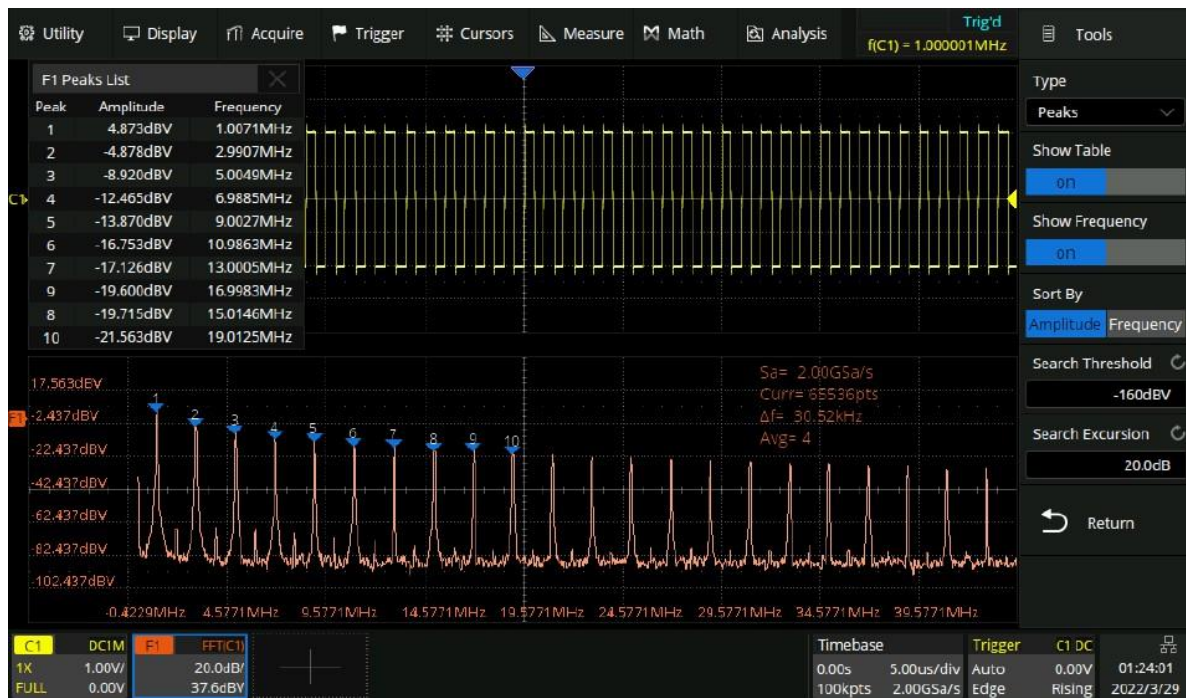 Utility Display Acquire Trigger Cursors Measure Math Analysis
Trig'd
f(C1) = 1.000001MHz
Tools
F1 Peaks List
Peak Amplitude Frequency
1 4.873dBV 1.0071MHz
2 -4.878dBV 2.9907MHz
3 -8.920dBV 5.0049MHz
4 -12.465dBV 6.9885MHz
5 -13.870dBV 9.0027MHz
6 -16.753dBV 10.9863MHz
7 -17.126dBV 13.0005MHz
9 -19.600dBV 16.9983MHz
8 -19.715dBV 15.0146MHz
10 -21.563dBV 19.0125MHz
C1
Type
Peaks
Show Table
on
Show Frequency
on
Sort By
Amplitude Frequency
Search Threshold
-160dBV
Search Excursion
20.0dB
Return
17.563dBV
-2.437dBV
-22.437dBV
-42.437dBV
-62.437dBV
-82.437dBV
-102.437dBV
F1
1 2 3 4 5 6 7 8 9 10
Sa= 2.00GSa/s
Curr= 65536pts
Δf= 30.52kHz
Avg= 4
-0.4229MHz 4.5771MHz 9.5771MHz 14.5771MHz 19.5771MHz 24.5771MHz 29.5771MHz 34.5771MHz 39.5771MHz
C1 DC1M
1X 1.00V/
FULL 0.00V
F1 FFT(C1)
20.0dB/
37.6dBV
Timebase
0.00s 5.00us/div
100kpts 2.00GSa/s
Trigger C1 DC
Auto 0.00V
Edge Rising
01:24:01
2022/3/29